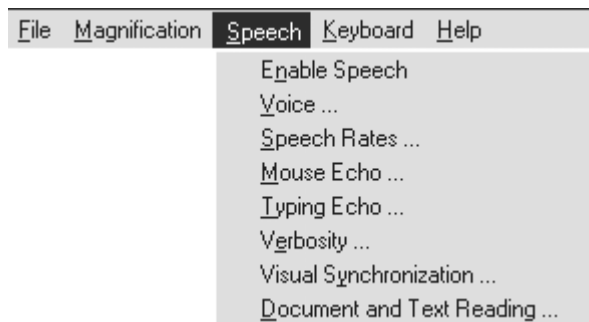 File Magnification Speech Keyboard Help
Enable Speech
Voice ...
Speech Rates ...
Mouse Echo ...
Typing Echo ...
Verbosity ...
Visual Synchronization ...
Document and Text Reading ...